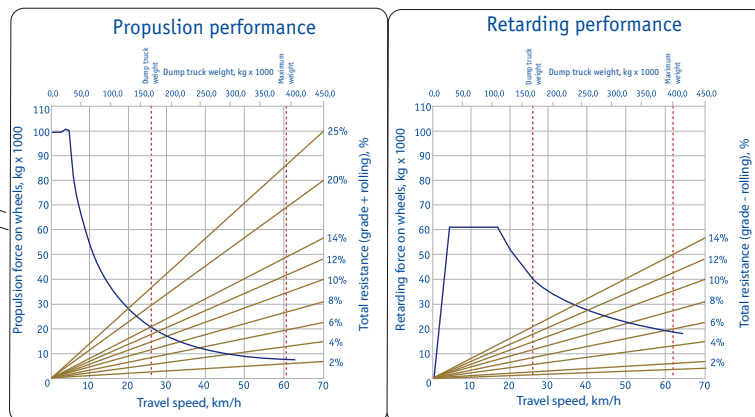 Propuslion performance
Dump truck weight
Dump truck weight, kg x 1000
Maximum weight
0,0 50,0 100,0 150,0 200,0 250,0 300,0 350,0 400,0 450,0
Propulsion force on wheels, kg x 1000
110
100
90
80
70
60
50
40
30
20
10
0
25%
20%
14%
12%
10%
8%
6%
4%
2%
Total resistance (grade + rolling), %
10 20 30 40 50 60 70
Travel speed, km/h
Retarding performance
Dump truck weight
Dump truck weight, kg x 1000
Maximum weight
0,0 50,0 100,0 150,0 200,0 250,0 300,0 350,0 400,0 450,0
Retarding force on wheels, kg x 1000
110
100
90
80
70
60
50
40
30
20
10
0
14%
12%
10%
8%
6%
4%
2%
Total resistance (grade - rolling), %
10 20 30 40 50 60 70
Travel speed, km/h